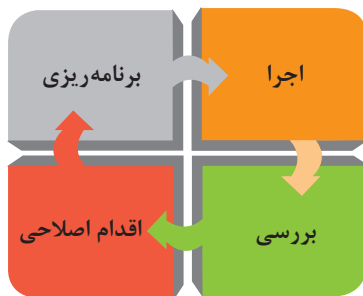 برنامه‌ریزی
اجرا
بررسی
اقدام اصلاحی